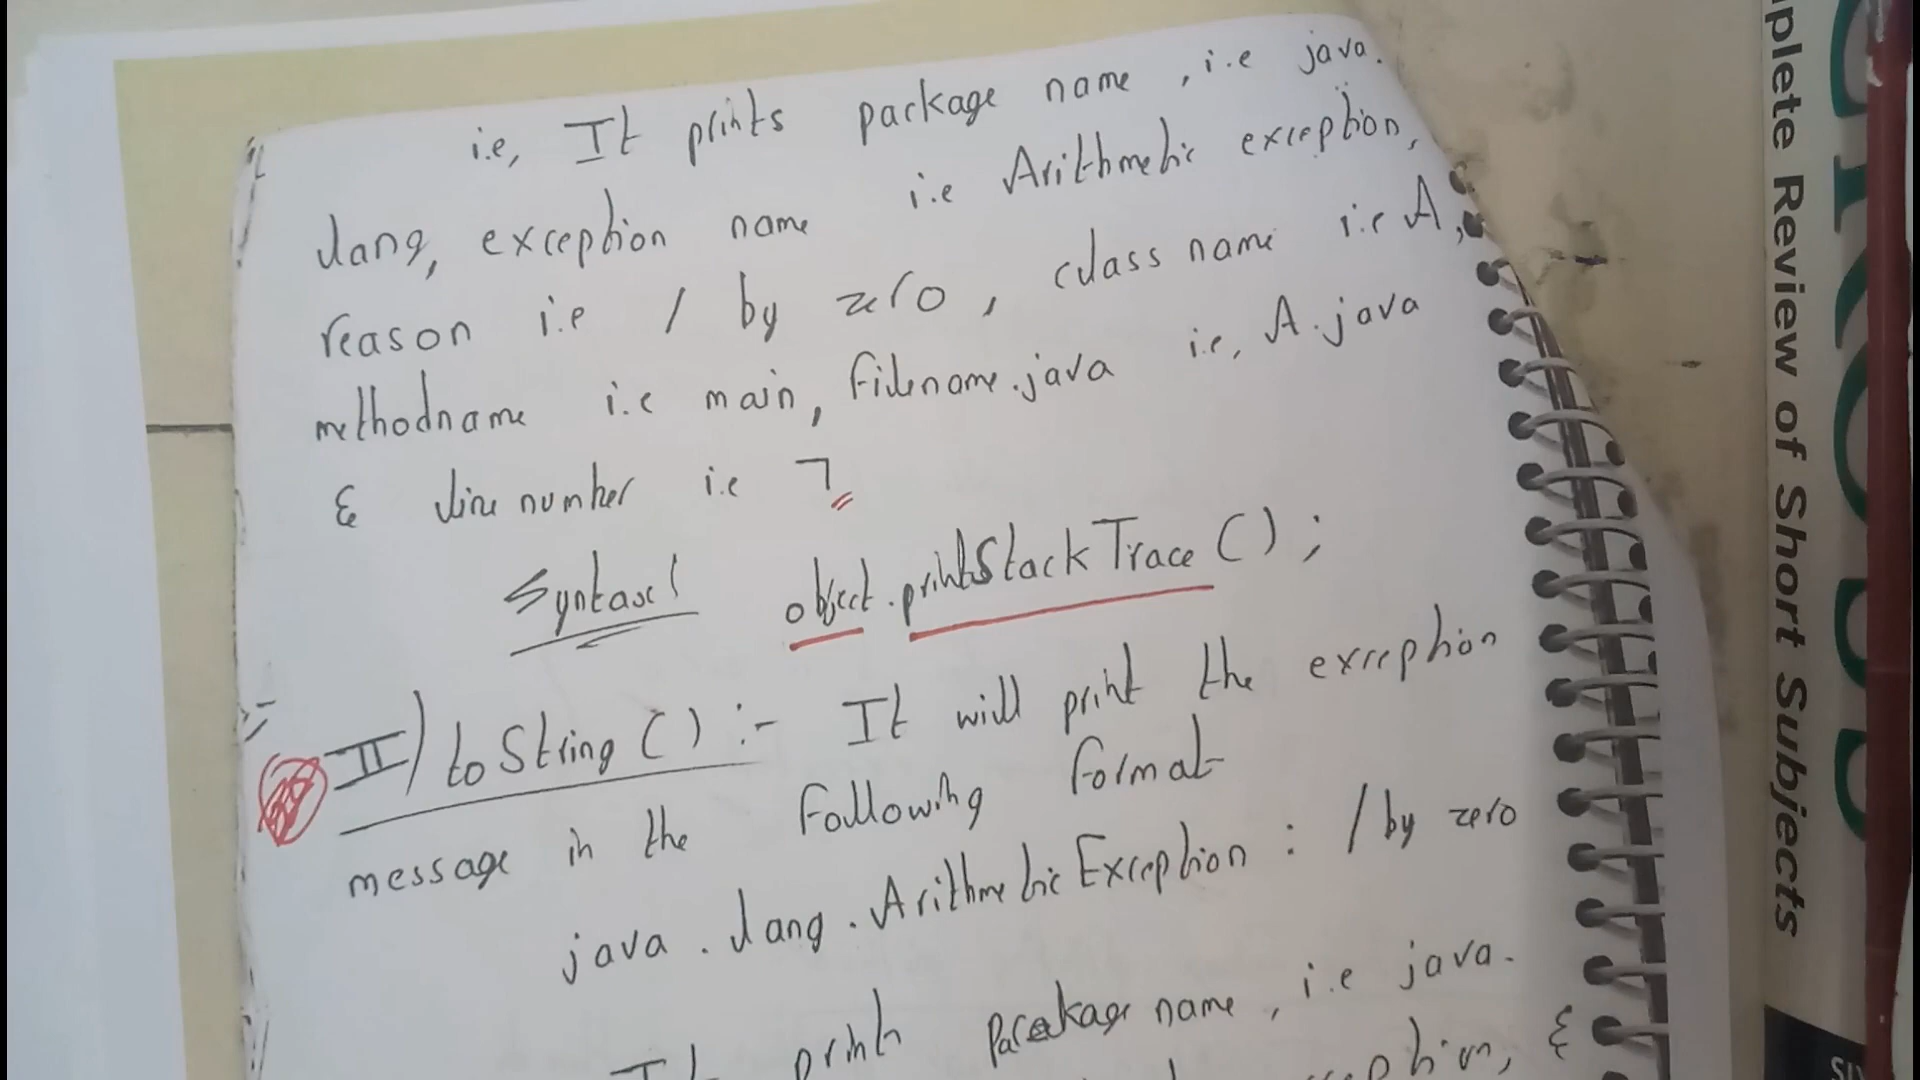 i.e, It prints package name, i.e java.
lang, exception name i.e Arithmetic exception,
reason i.e / by zero, class name i.e A,
methodname i.e main, Filename.java i.e, A.java
& line number i.e 7
Syntax! object.printStackTrace();
II) toString() :- It will print the exception
message in the following format
java.lang.ArithmeticException : / by zero
It prints Package name, i.e java.
&
plete Review of Short Subjects